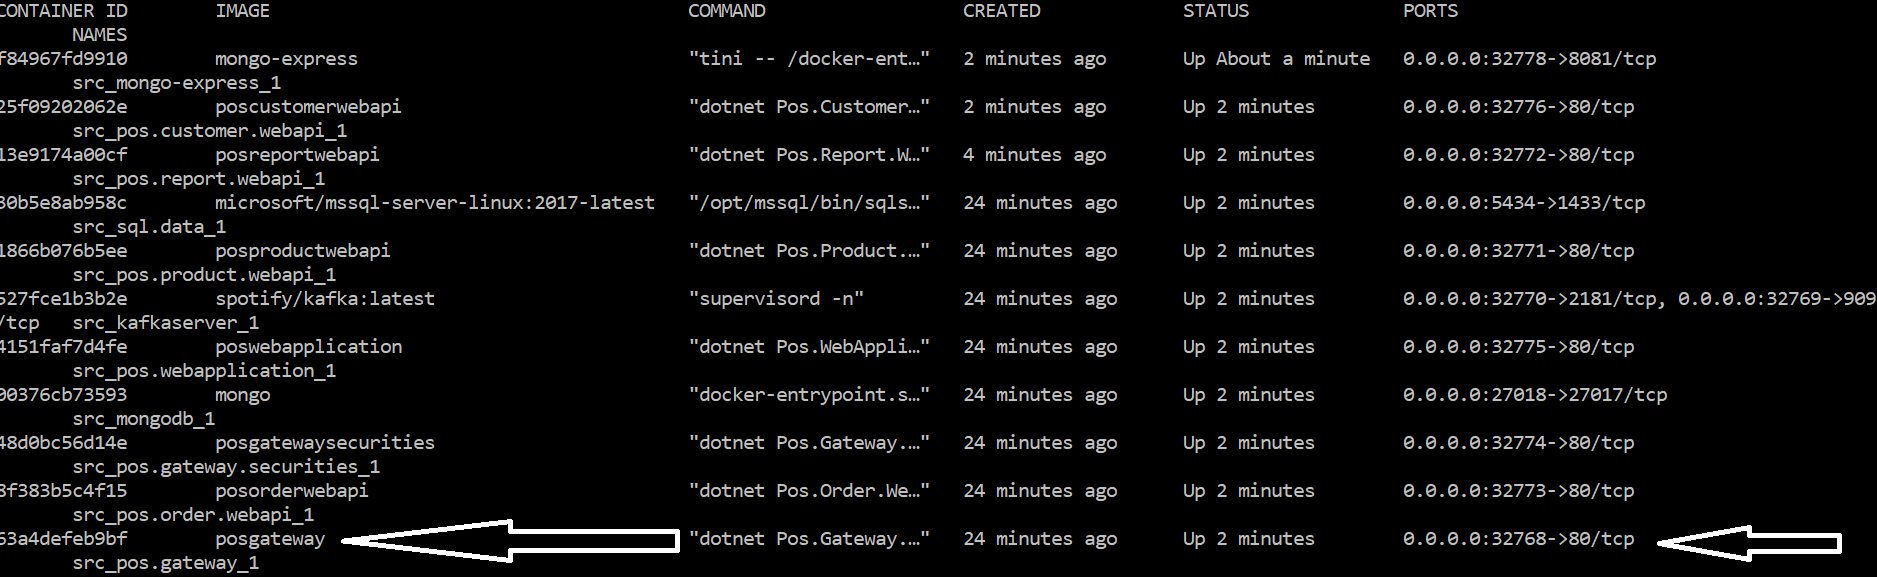 CONTAINER ID IMAGE COMMAND CREATED STATUS PORTS
NAMES
f84967fd9910 mongo-express "tini -- /docker-ent…" 2 minutes ago Up About a minute 0.0.0.0:32778->8081/tcp
src_mongo-express_1
25f09202062e poscustomerwebapi "dotnet Pos.Customer…" 2 minutes ago Up 2 minutes 0.0.0.0:32776->80/tcp
src_pos.customer.webapi_1
13e9174a00cf posreportwebapi "dotnet Pos.Report.W…" 4 minutes ago Up 2 minutes 0.0.0.0:32772->80/tcp
src_pos.report.webapi_1
30b5e8ab958c microsoft/mssql-server-linux:2017-latest "/opt/mssql/bin/sqls…" 24 minutes ago Up 2 minutes 0.0.0.0:5434->1433/tcp
src_sql.data_1
1866b076b5ee posproductwebapi "dotnet Pos.Product.…" 24 minutes ago Up 2 minutes 0.0.0.0:32771->80/tcp
src_pos.product.webapi_1
527fce1b3b2e spotify/kafka:latest "supervisord -n" 24 minutes ago Up 2 minutes 0.0.0.0:32770->2181/tcp, 0.0.0.0:32769->909
/tcp src_kafkaserver_1
4151faf7d4fe poswebapplication "dotnet Pos.WebAppli…" 24 minutes ago Up 2 minutes 0.0.0.0:32775->80/tcp
src_pos.webapplication_1
00376cb73593 mongo "docker-entrypoint.s…" 24 minutes ago Up 2 minutes 0.0.0.0:27018->27017/tcp
src_mongodb_1
48d0bc56d14e posgatewaysecurities "dotnet Pos.Gateway.…" 24 minutes ago Up 2 minutes 0.0.0.0:32774->80/tcp
src_pos.gateway.securities_1
8f383b5c4f15 posorderwebapi "dotnet Pos.Order.We…" 24 minutes ago Up 2 minutes 0.0.0.0:32773->80/tcp
src_pos.order.webapi_1
63a4defeb9bf posgateway "dotnet Pos.Gateway.…" 24 minutes ago Up 2 minutes 0.0.0.0:32768->80/tcp
src_pos.gateway_1